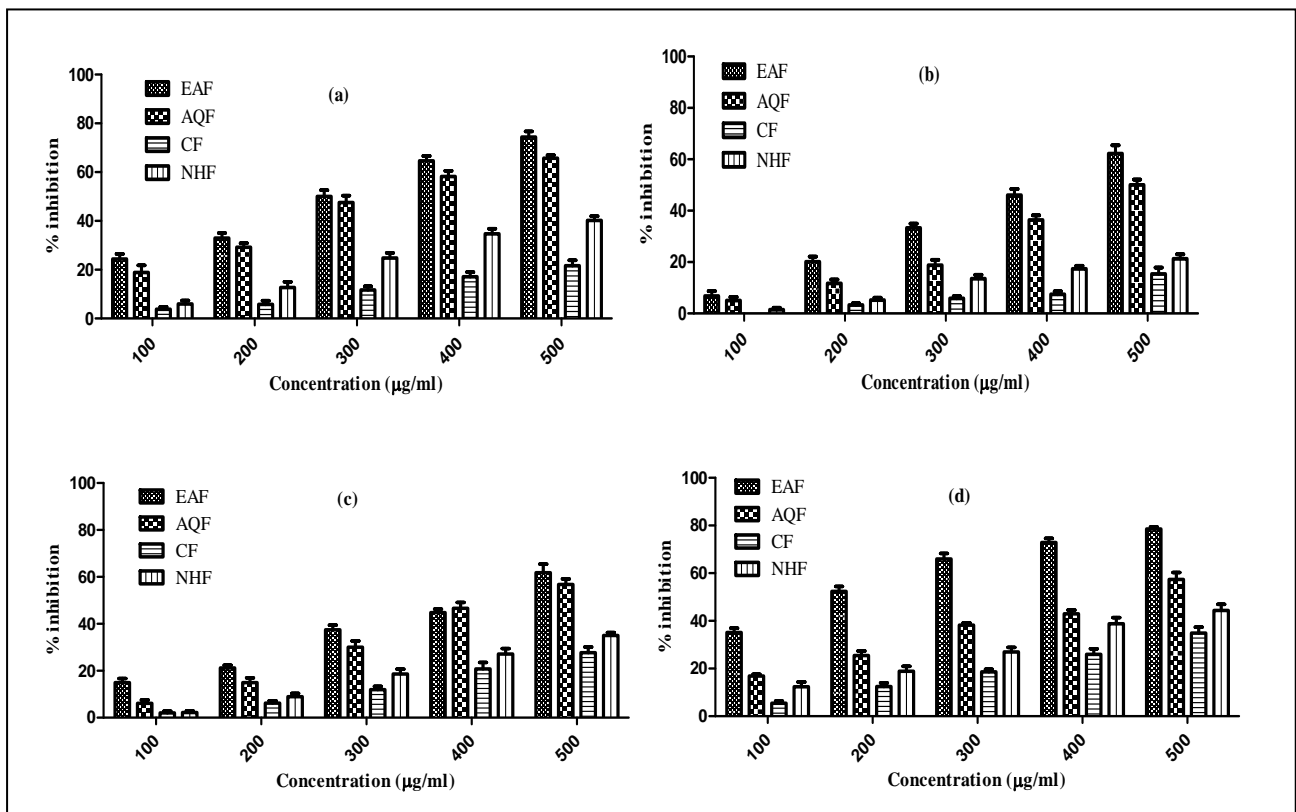 (a)
EAF
AQF
CF
NHF
% inhibition
100
80
60
40
20
0
100 200 300 400 500
Concentration (µg/ml)
(b)
EAF
AQF
CF
NHF
% inhibition
100
80
60
40
20
0
100 200 300 400 500
Concentration (µg/ml)
(c)
EAF
AQF
CF
NHF
% inhibition
100
80
60
40
20
0
100 200 300 400 500
Concentration (µg/ml)
(d)
EAF
AQF
CF
NHF
% inhibition
100
80
60
40
20
0
100 200 300 400 500
Concentration (µg/ml)